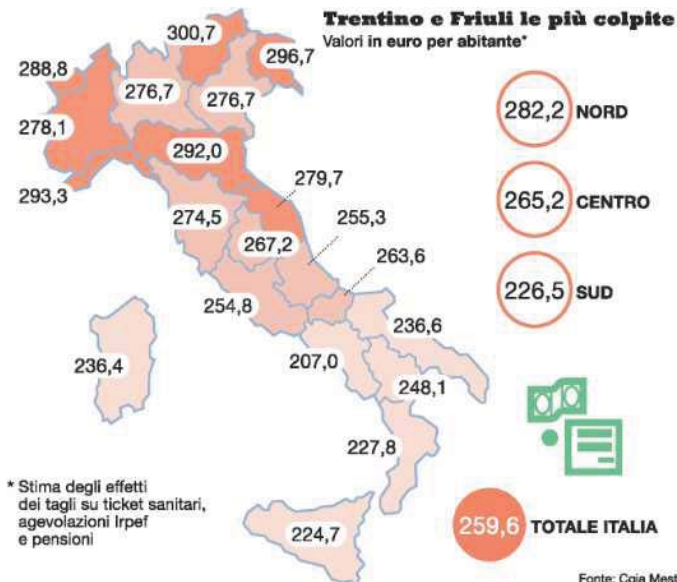 Trentino e Friuli le più colpite
Valori in euro per abitante*
300,7
296,7
288,8
276,7
276,7
278,1
292,0
293,3
279,7
274,5
255,3
267,2
263,6
254,8
236,6
207,0
236,4
248,1
227,8
224,7
282,2 NORD
265,2 CENTRO
226,5 SUD
259,6 TOTALE ITALIA
* Stima degli effetti
dei tagli su ticket sanitari,
agevolazioni Irpef
e pensioni
Fonte: Cgia Mest